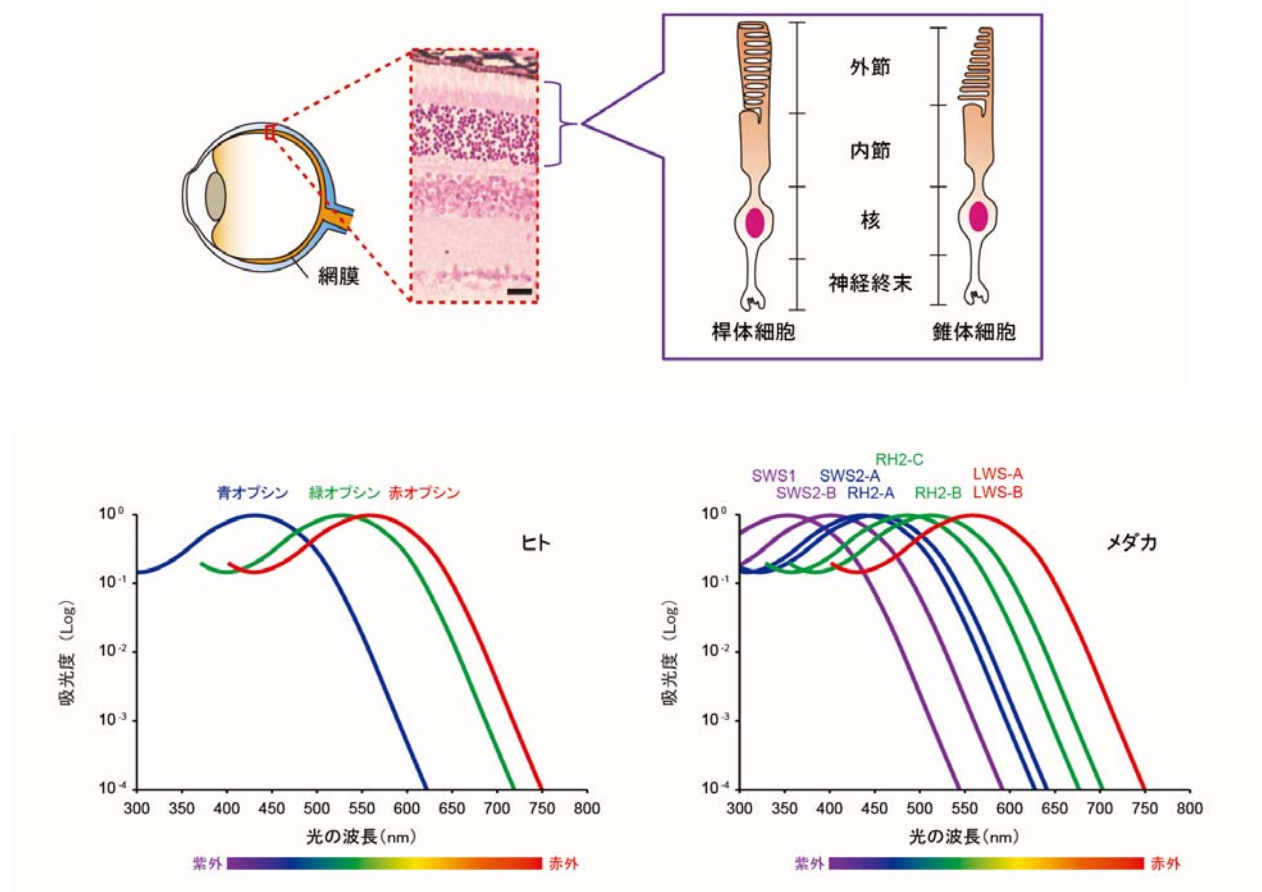 外節
内節
核
神経終末
網膜
桿体細胞
錐体細胞
青オプシン 緑オプシン 赤オプシン
ヒト
10⁰
10⁻¹
10⁻²
10⁻³
10⁻⁴
吸光度（Log）
300 350 400 450 500 550 600 650 700 750 800
光の波長(nm)
紫外 赤外
RH2-C
SWS1 SWS2-A LWS-A
SWS2-B RH2-A RH2-B LWS-B
メダカ
10⁰
10⁻¹
10⁻²
10⁻³
10⁻⁴
吸光度（Log）
300 350 400 450 500 550 600 650 700 750 800
光の波長(nm)
紫外 赤外